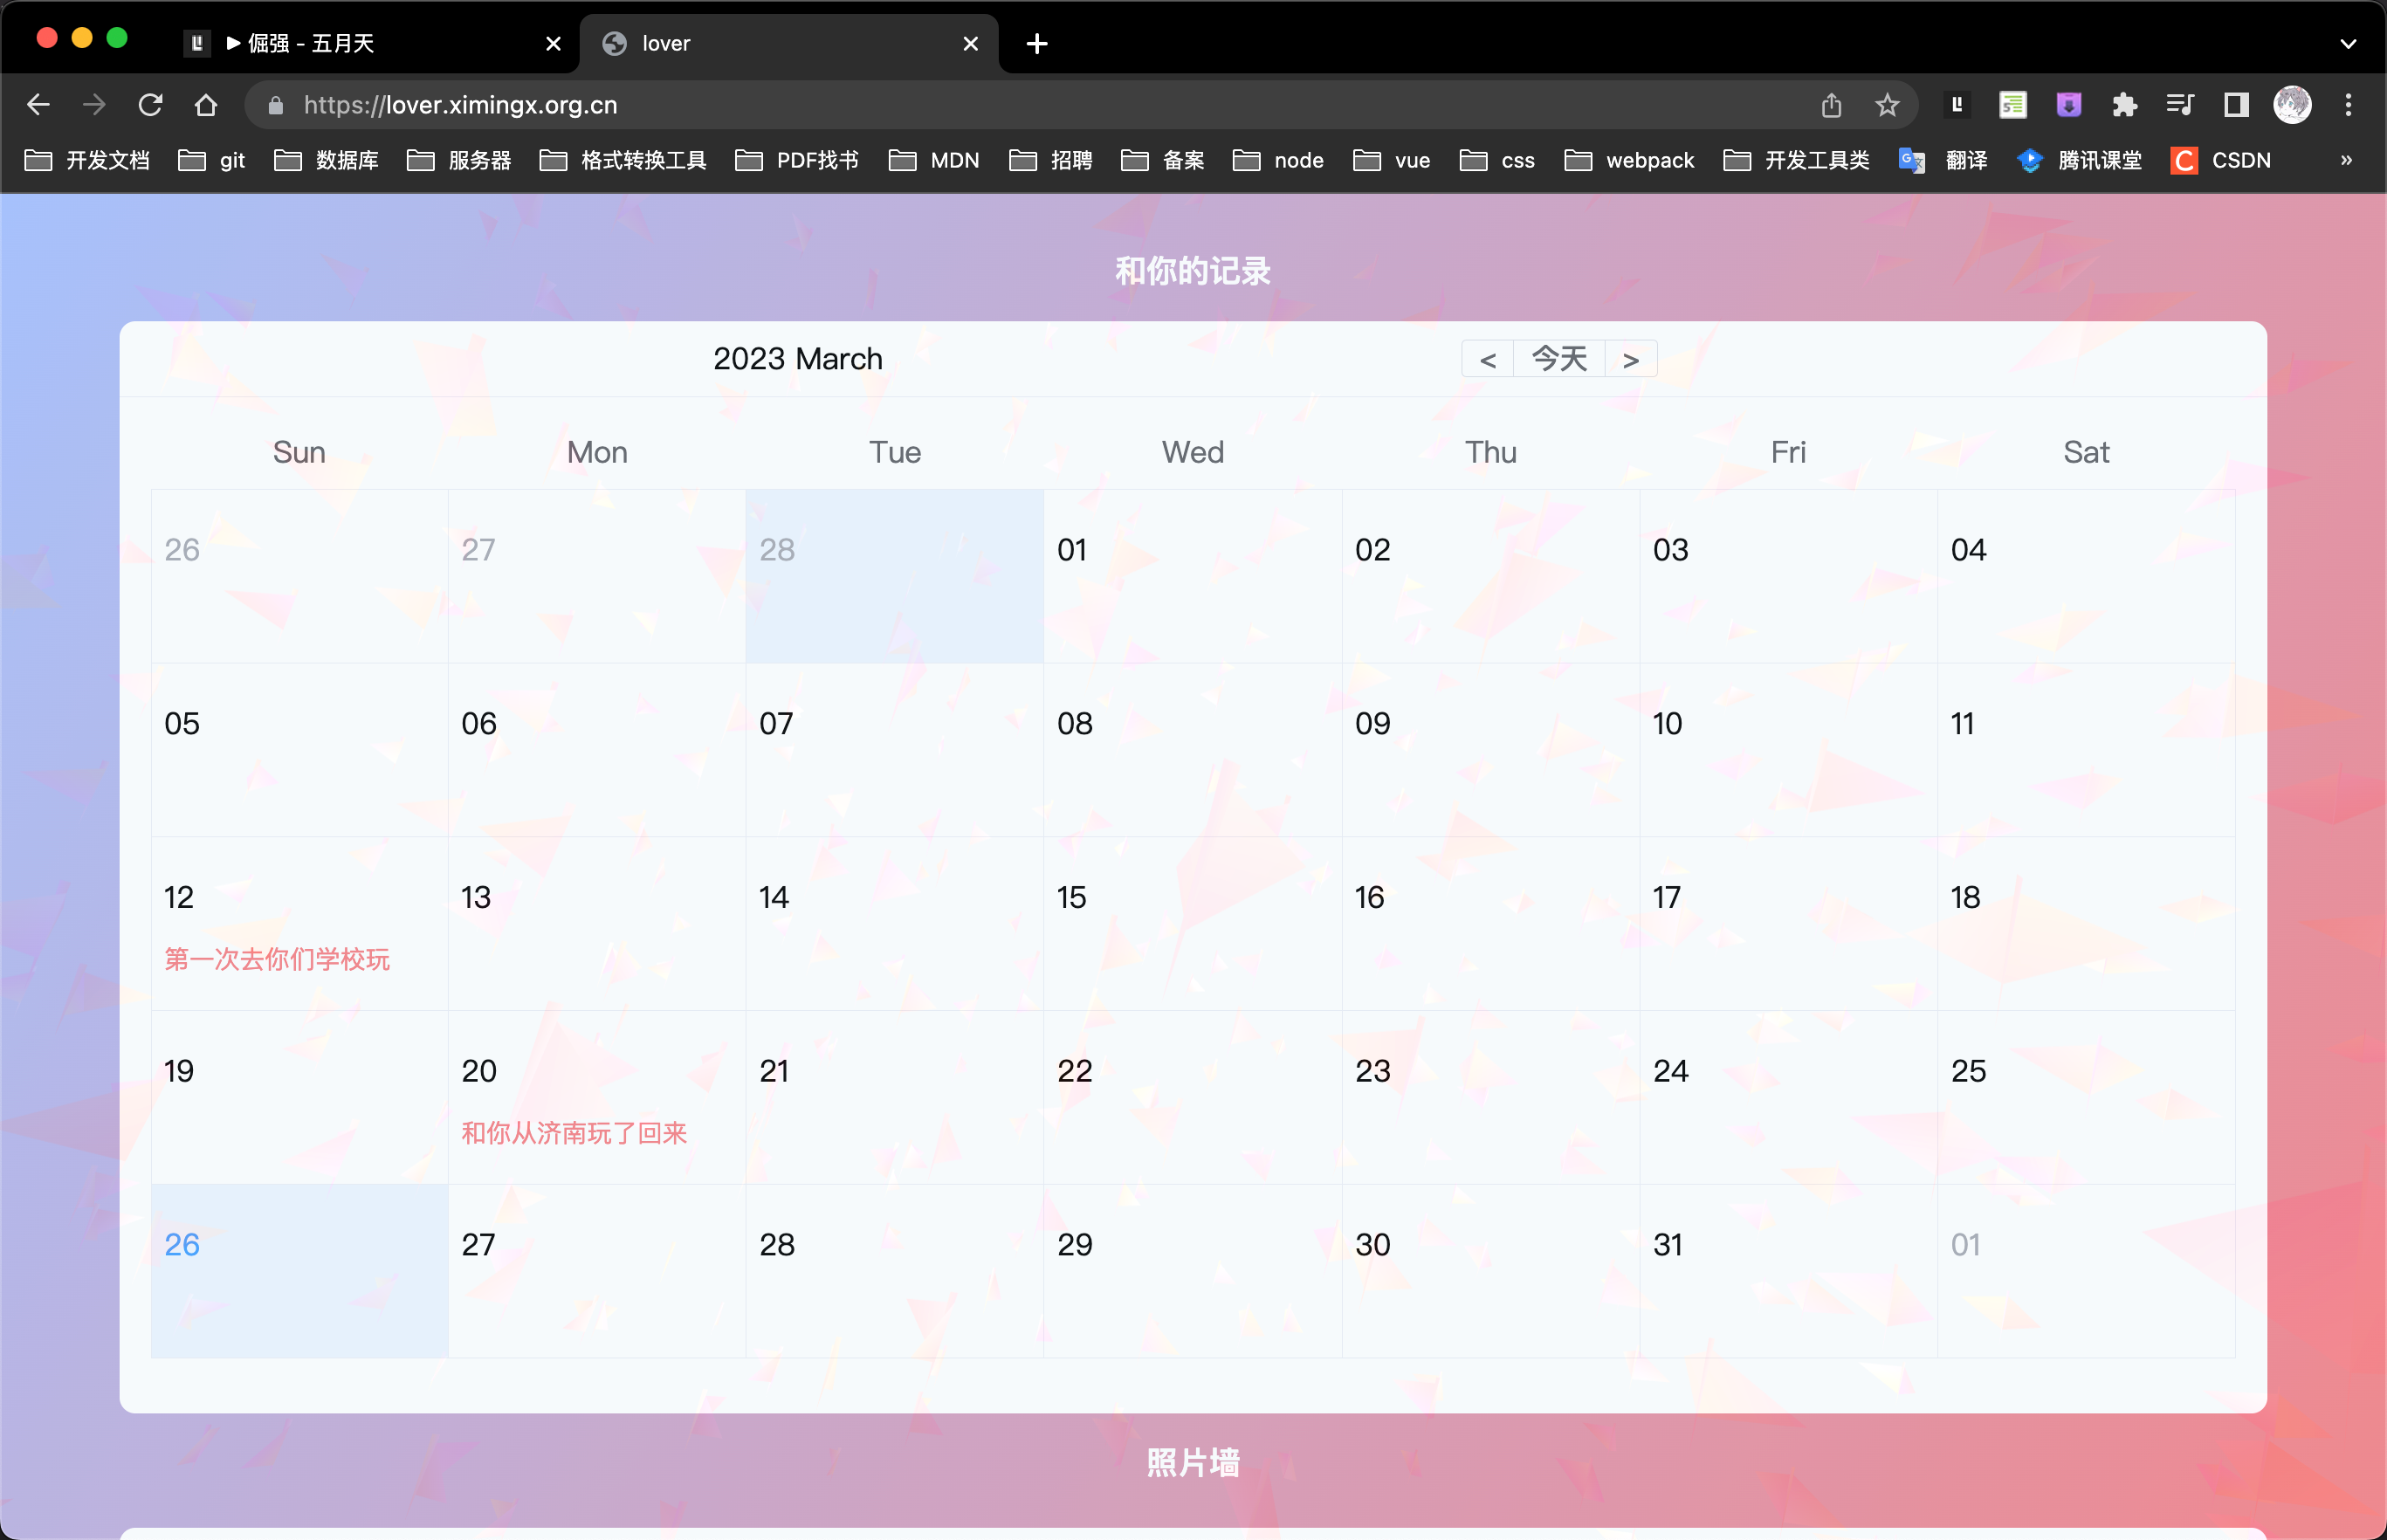 倔强 - 五月天
lover
https://lover.ximingx.org.cn
开发文档 git 数据库 服务器 格式转换工具 PDF找书 MDN 招聘 备案 node vue css webpack 开发工具类 翻译 腾讯课堂 CSDN »
和你的记录
2023 March < 今天 >
Sun Mon Tue Wed Thu Fri Sat
26 27 28 01 02 03 04
05 06 07 08 09 10 11
12 13 14 15 16 17 18
第一次去你们学校玩
19 20 21 22 23 24 25
和你从济南玩了回来
26 27 28 29 30 31 01
照片墙